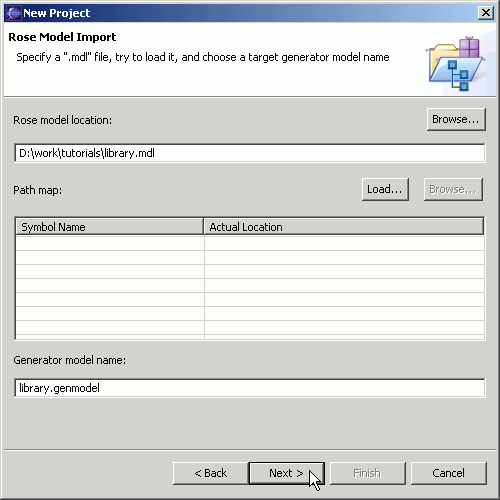 New Project
Rose Model Import
Specify a ".mdl" file, try to load it, and choose a target generator model name
Rose model location:
Browse...
D:\work\tutorials\library.mdl
Path map:
Load...
Browse...
Symbol Name
Actual Location
Generator model name:
library.genmodel
< Back
Next >
Finish
Cancel